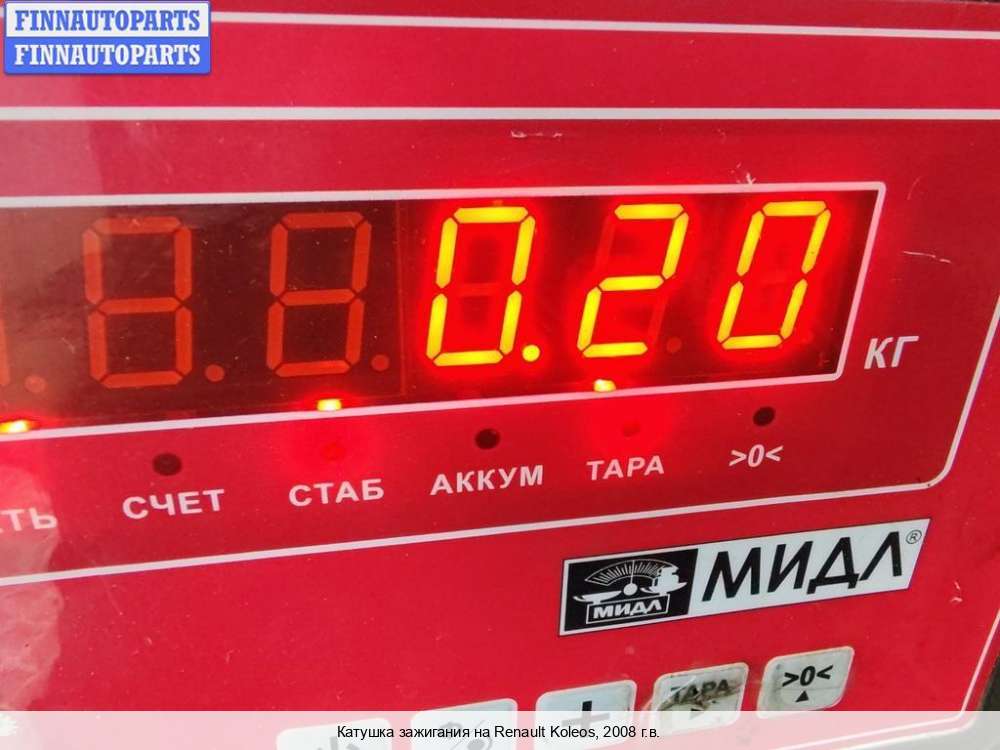 FINNAUTOPARTS
FINNAUTOPARTS
0.20
КГ
СЧЕТ СТАБ АККУМ ТАРА >0<
МИДЛ МИДЛ®
+ ТАРА >0<
Катушка зажигания на Renault Koleos, 2008 г.в.